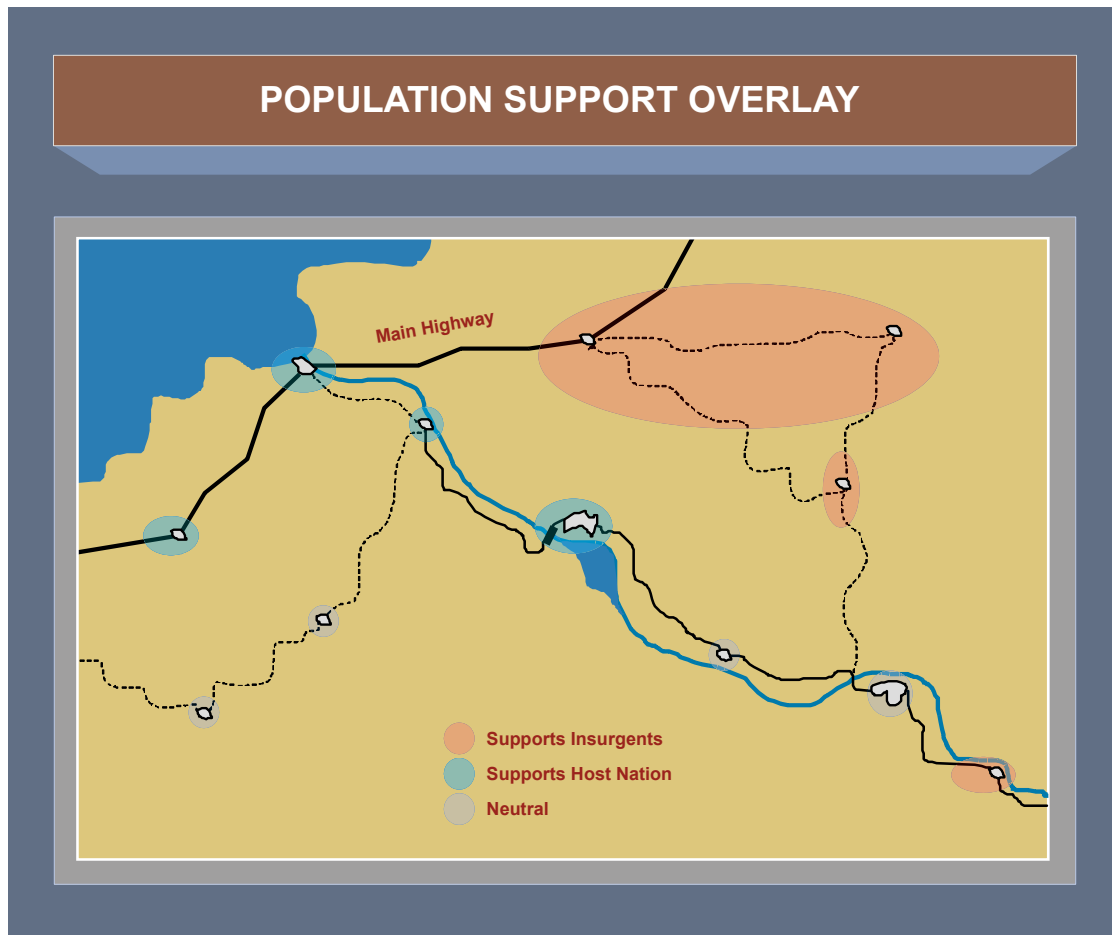 POPULATION SUPPORT OVERLAY
Main Highway
Supports Insurgents
Supports Host Nation
Neutral